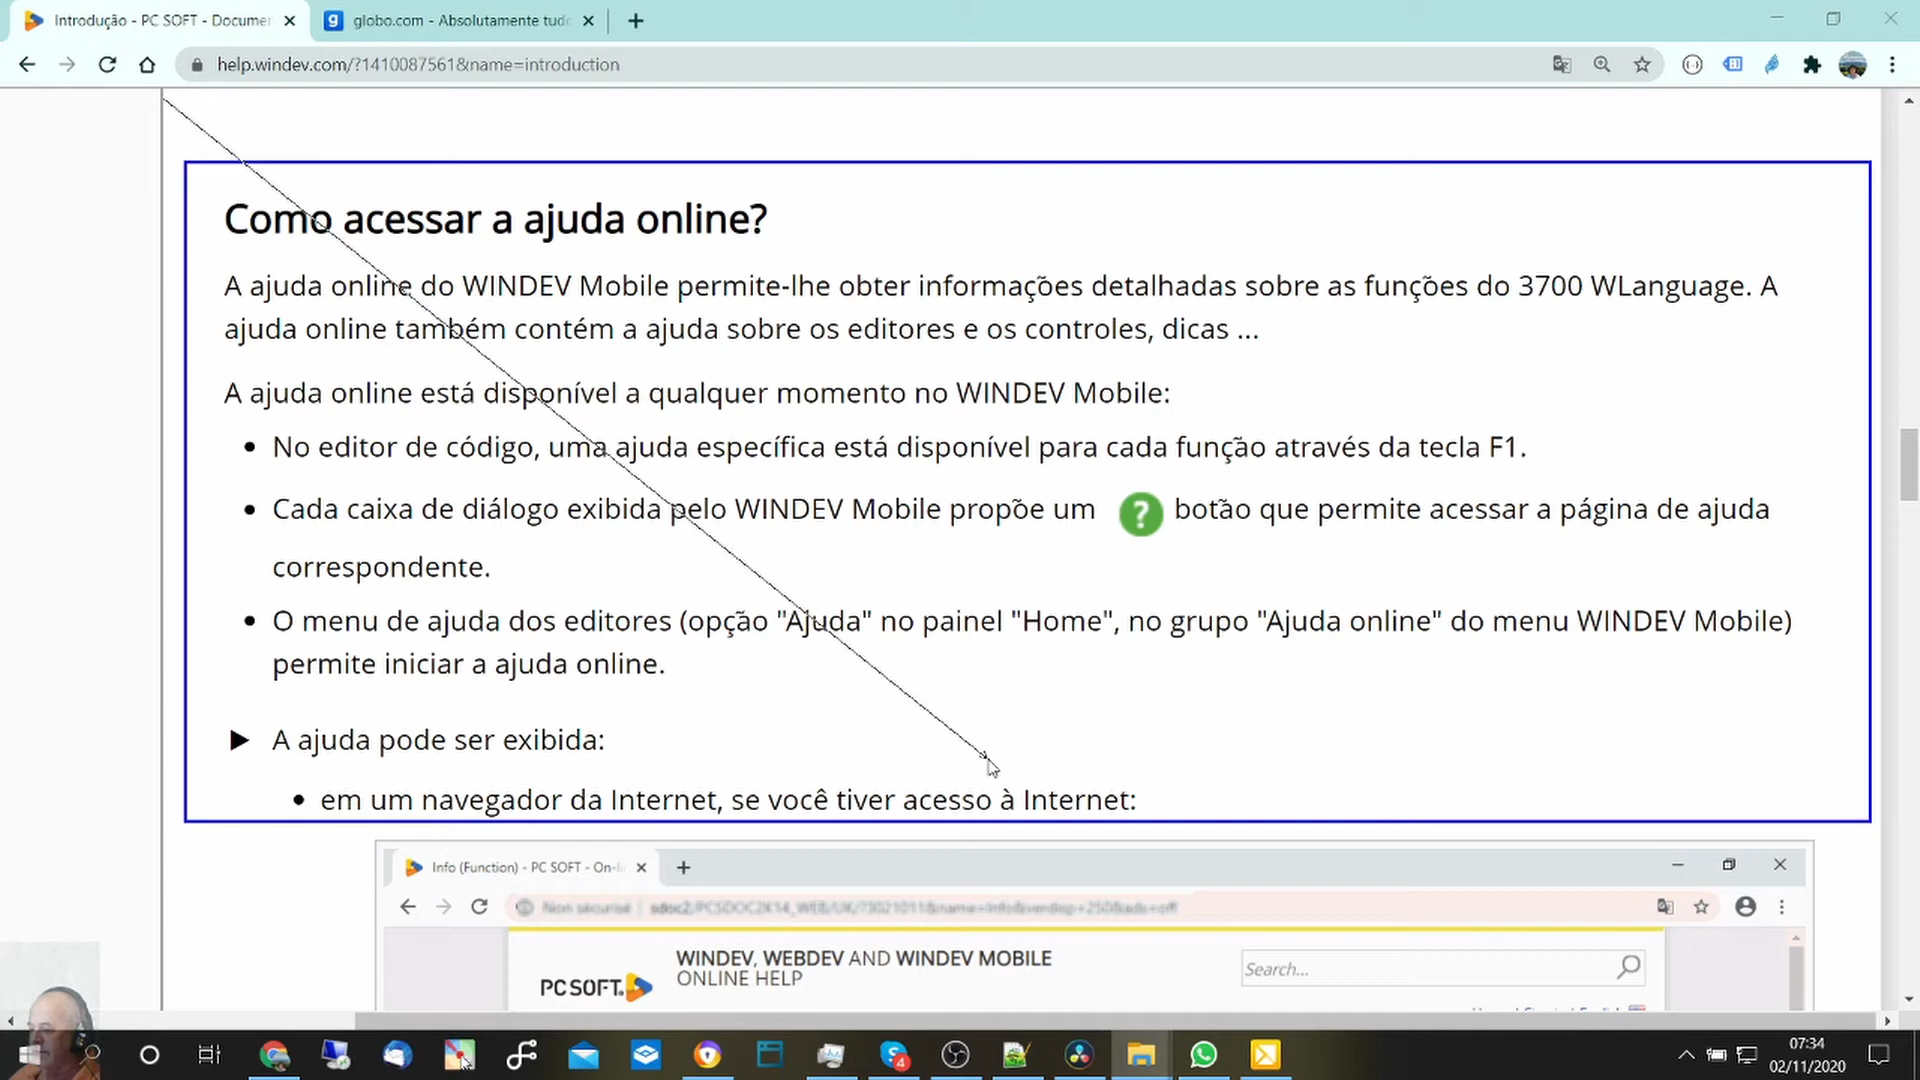 Introdução - PC SOFT - Documen
globo.com - Absolutamente tudo
help.windev.com/?1410087561&name=introduction
Como acessar a ajuda online?
A ajuda online do WINDEV Mobile permite-lhe obter informações detalhadas sobre as funções do 3700 WLanguage. A
ajuda online também contém a ajuda sobre os editores e os controles, dicas ...
A ajuda online está disponível a qualquer momento no WINDEV Mobile:
No editor de código, uma ajuda específica está disponível para cada função através da tecla F1.
Cada caixa de diálogo exibida pelo WINDEV Mobile propõe um ? botão que permite acessar a página de ajuda
correspondente.
O menu de ajuda dos editores (opção "Ajuda" no painel "Home", no grupo "Ajuda online" do menu WINDEV Mobile)
permite iniciar a ajuda online.
A ajuda pode ser exibida:
em um navegador da Internet, se você tiver acesso à Internet:
Info (Function) - PC SOFT - On-li
Non sécurisé
WINDEV, WEBDEV AND WINDEV MOBILE
ONLINE HELP
Search...
PC SOFT
4
07:34
02/11/2020